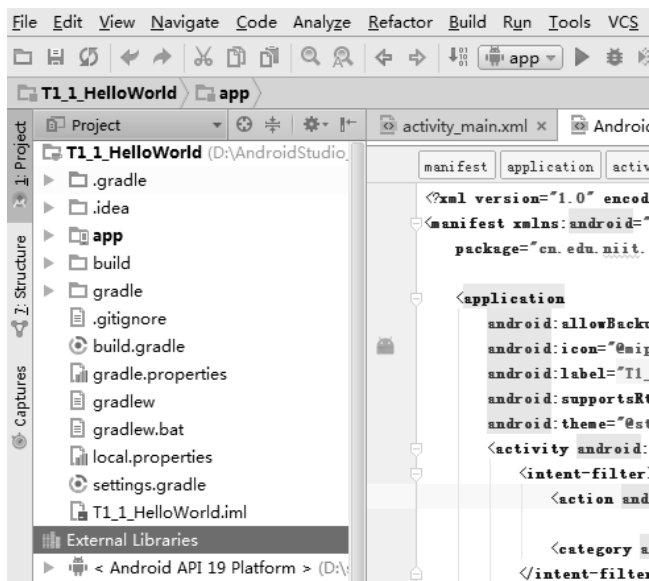 File Edit View Navigate Code Analyze Refactor Build Run Tools VCS
app
T1_1_HelloWorld app
1: Project
7: Structure
Captures
Project
T1_1_HelloWorld (D:\AndroidStudio_
.gradle
.idea
app
build
gradle
.gitignore
build.gradle
gradle.properties
gradlew
gradlew.bat
local.properties
settings.gradle
T1_1_HelloWorld.iml
External Libraries
< Android API 19 Platform > (D:\
activity_main.xml × Androi
manifest application activ
<?xml version="1.0" encod
<manifest xmlns:android="
package="cn.edu.niit.
<application
android:allowBacku
android:icon="@mip
android:label="T1_
android:supportsRt
android:theme="@st
<activity android:
<intent-filter
<action and
<category a
</intent-filter